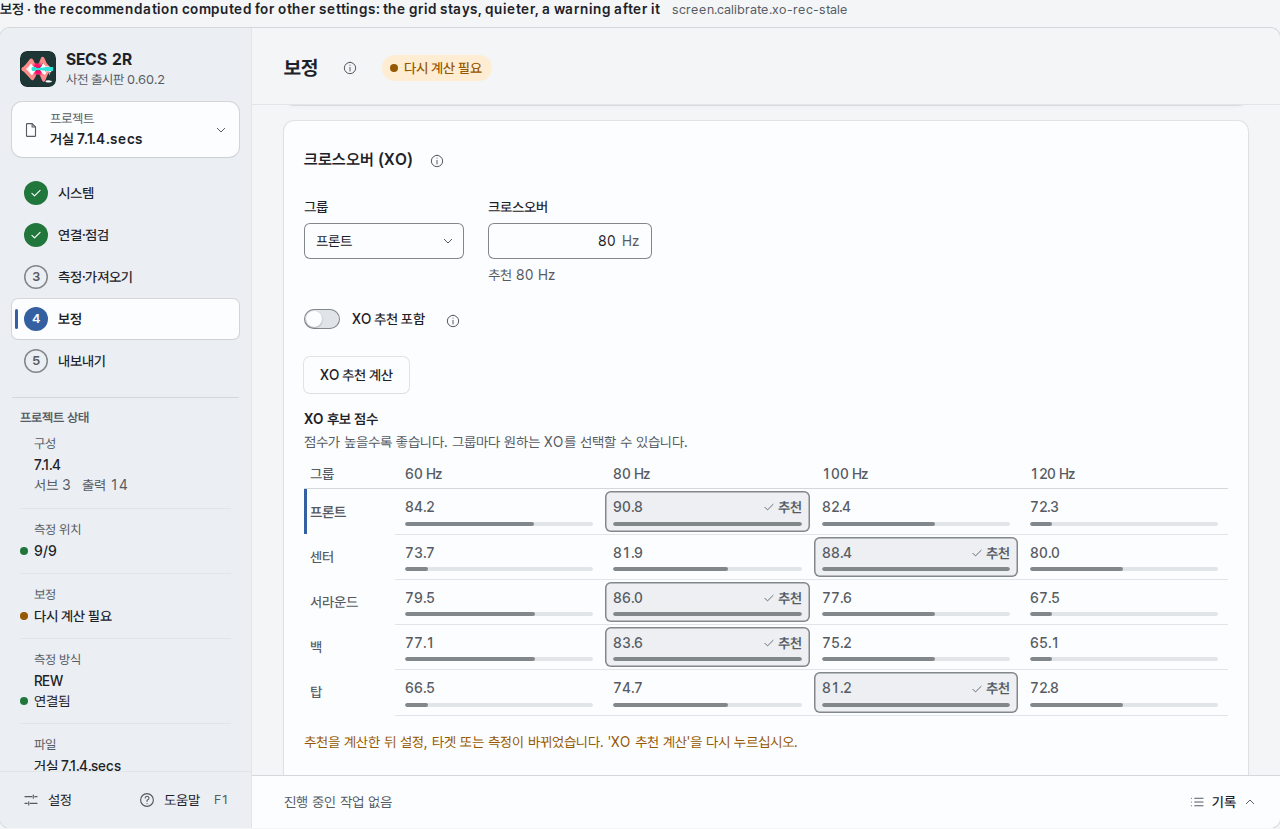 보정 · the recommendation computed for other settings: the grid stays, quieter, a warning after it screen.calibrate.xo-rec-stale
SECS 2R
사전 출시판 0.60.2
프로젝트
거실 7.1.4.secs
시스템
연결·점검
3 측정·가져오기
4 보정
5 내보내기
프로젝트 상태
구성
7.1.4
서브 3 출력 14
측정 위치
9/9
보정
다시 계산 필요
측정 방식
REW
연결됨
파일
거실 7.1.4.secs
설정
도움말 F1
보정
다시 계산 필요
크로스오버 (XO)
그룹 크로스오버
프론트 80 Hz
추천 80 Hz
XO 추천 포함
XO 추천 계산
XO 후보 점수
점수가 높을수록 좋습니다. 그룹마다 원하는 XO를 선택할 수 있습니다.
그룹 60 Hz 80 Hz 100 Hz 120 Hz
프론트 84.2 90.8 추천 82.4 72.3
센터 73.7 81.9 88.4 추천 80.0
서라운드 79.5 86.0 추천 77.6 67.5
백 77.1 83.6 추천 75.2 65.1
탑 66.5 74.7 81.2 추천 72.8
추천을 계산한 뒤 설정, 타겟 또는 측정이 바뀌었습니다. 'XO 추천 계산'을 다시 누르십시오.
진행 중인 작업 없음
기록